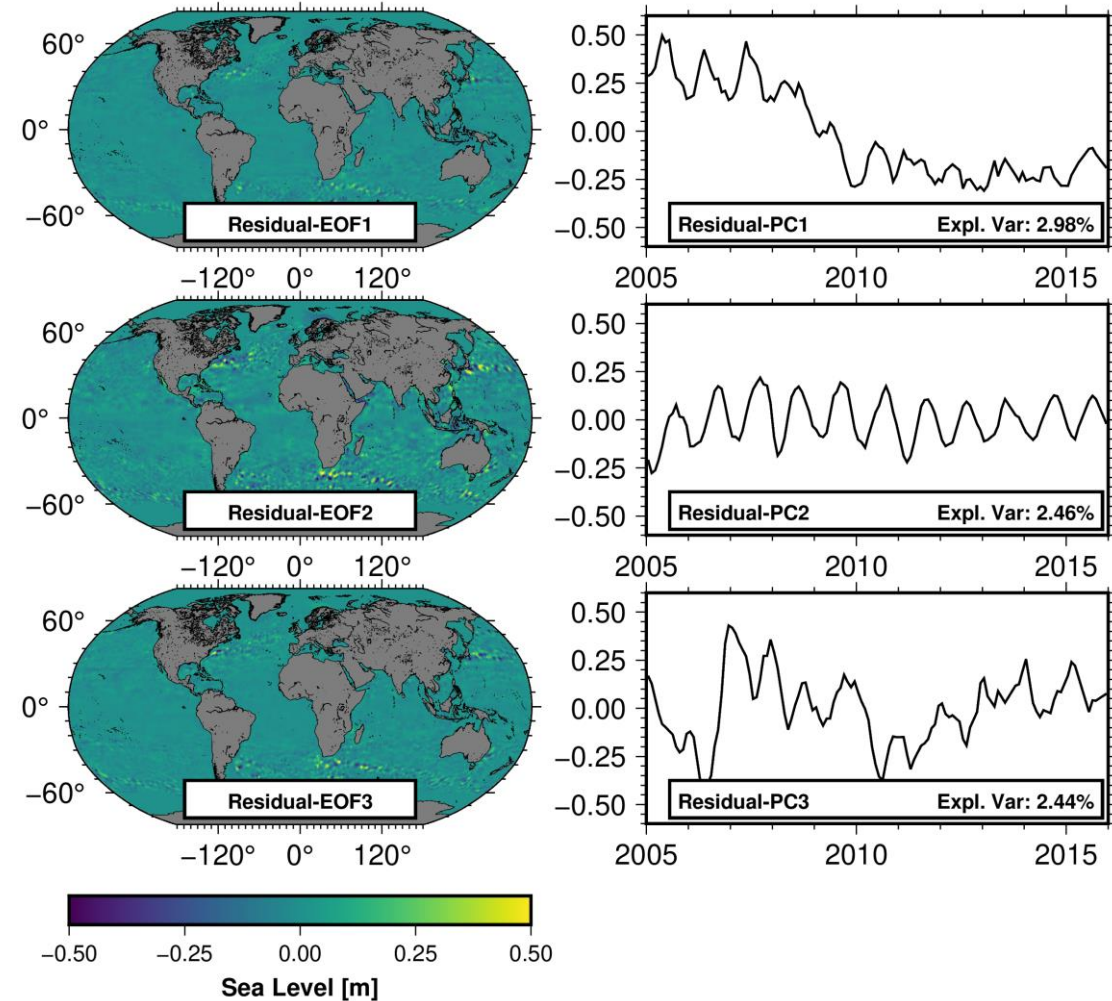 60°
0°
−60°
Residual-EOF1
−120° 0° 120°
0.50
0.25
0.00
−0.25
−0.50
Residual-PC1 Expl. Var: 2.98%
2005 2010 2015
60°
0°
−60°
Residual-EOF2
−120° 0° 120°
0.50
0.25
0.00
−0.25
−0.50
Residual-PC2 Expl. Var: 2.46%
2005 2010 2015
60°
0°
−60°
Residual-EOF3
−120° 0° 120°
0.50
0.25
0.00
−0.25
−0.50
Residual-PC3 Expl. Var: 2.44%
2005 2010 2015
−0.50 −0.25 0.00 0.25 0.50
Sea Level [m]